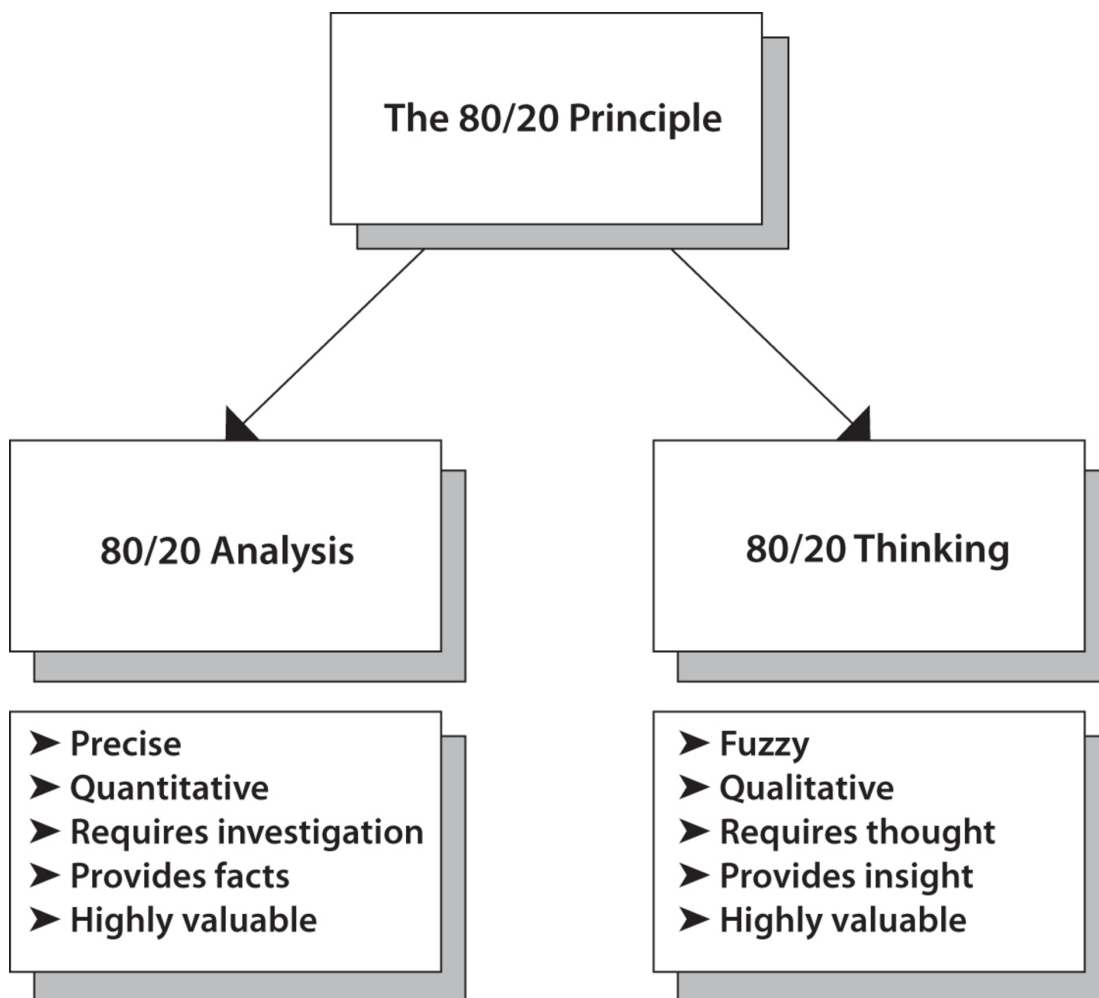 The 80/20 Principle
80/20 Analysis
➤ Precise
➤ Quantitative
➤ Requires investigation
➤ Provides facts
➤ Highly valuable
80/20 Thinking
➤ Fuzzy
➤ Qualitative
➤ Requires thought
➤ Provides insight
➤ Highly valuable